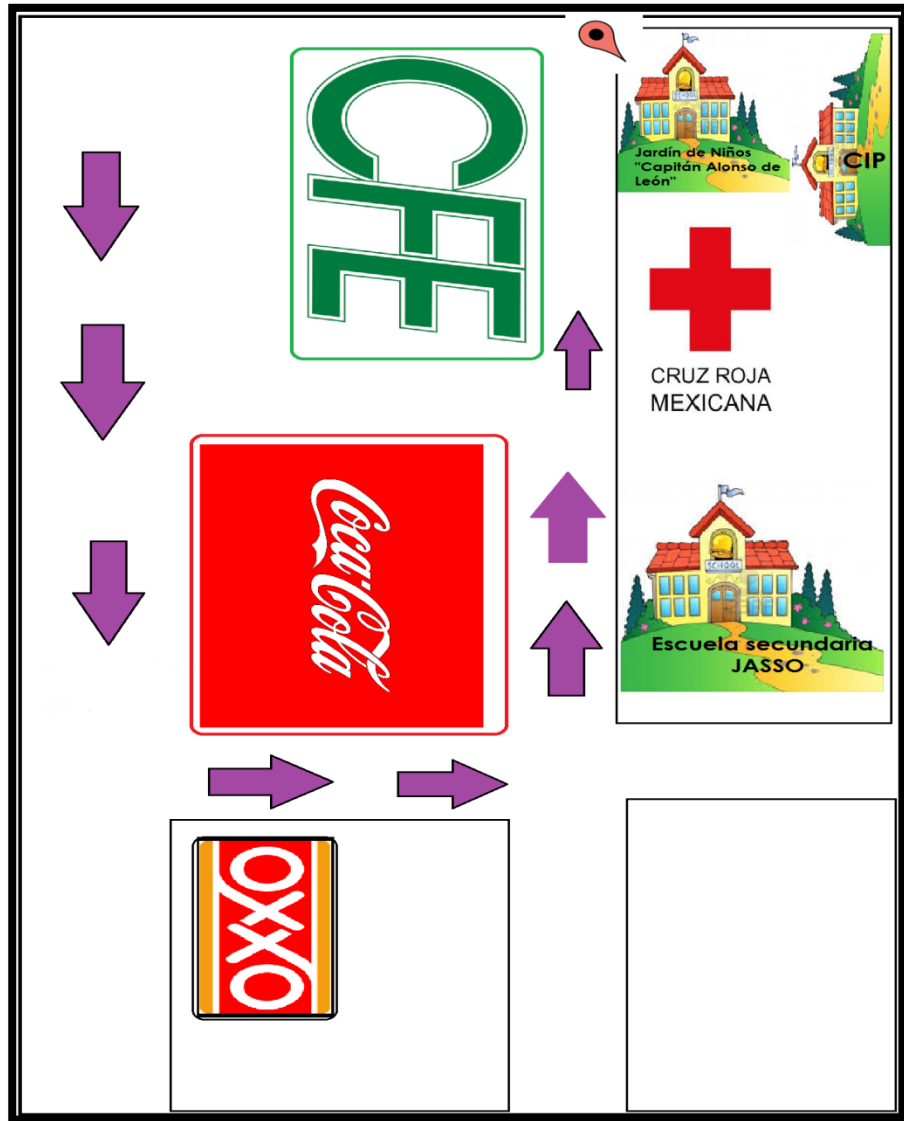 CFE
SCHOOL
Jardín de Niños
"Capitán Alonso de
León"
CIP
CRUZ ROJA
MEXICANA
Coca-Cola
SCHOOL
Escuela secundaria
JASSO
OXXO